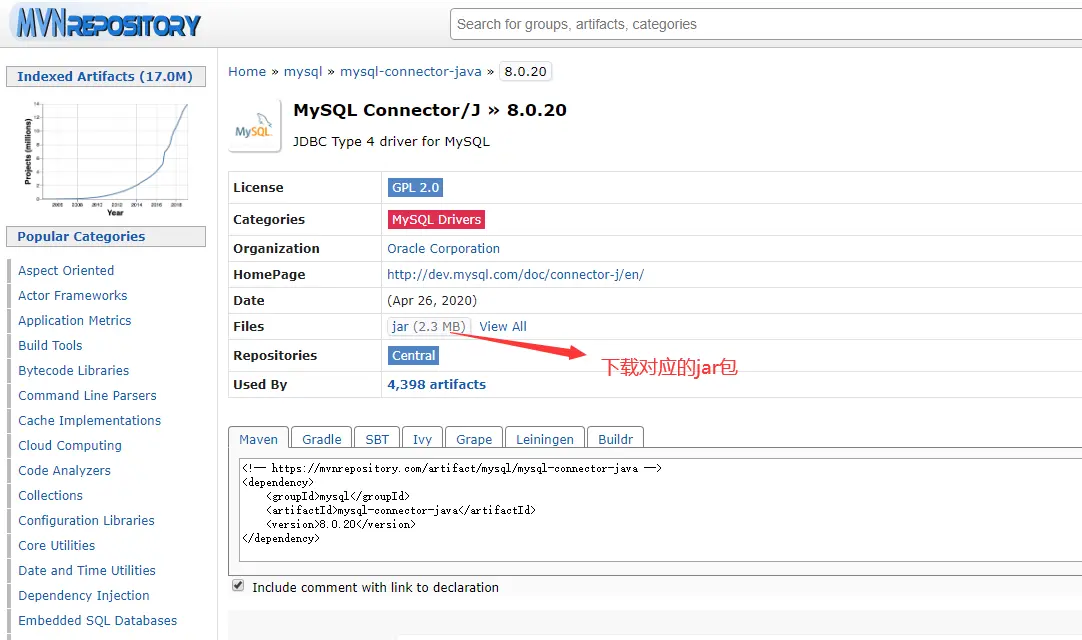 MVNREPOSITORY
Search for groups, artifacts, categories
Indexed Artifacts (17.0M)
Projects (millions)
14
12
10
8
6
4
2
0
2006 2008 2010 2012 2014 2016 2018
Year
Popular Categories
Aspect Oriented
Actor Frameworks
Application Metrics
Build Tools
Bytecode Libraries
Command Line Parsers
Cache Implementations
Cloud Computing
Code Analyzers
Collections
Configuration Libraries
Core Utilities
Date and Time Utilities
Dependency Injection
Embedded SQL Databases
Home » mysql » mysql-connector-java » 8.0.20
MySQL
MySQL Connector/J » 8.0.20
JDBC Type 4 driver for MySQL
License GPL 2.0
Categories MySQL Drivers
Organization Oracle Corporation
HomePage http://dev.mysql.com/doc/connector-j/en/
Date (Apr 26, 2020)
Files jar (2.3 MB) View All
下载对应的jar包
Repositories Central
Used By 4,398 artifacts
Maven Gradle SBT Ivy Grape Leiningen Buildr
<!-- https://mvnrepository.com/artifact/mysql/mysql-connector-java -->
<dependency>
<groupId>mysql</groupId>
<artifactId>mysql-connector-java</artifactId>
<version>8.0.20</version>
</dependency>
Include comment with link to declaration